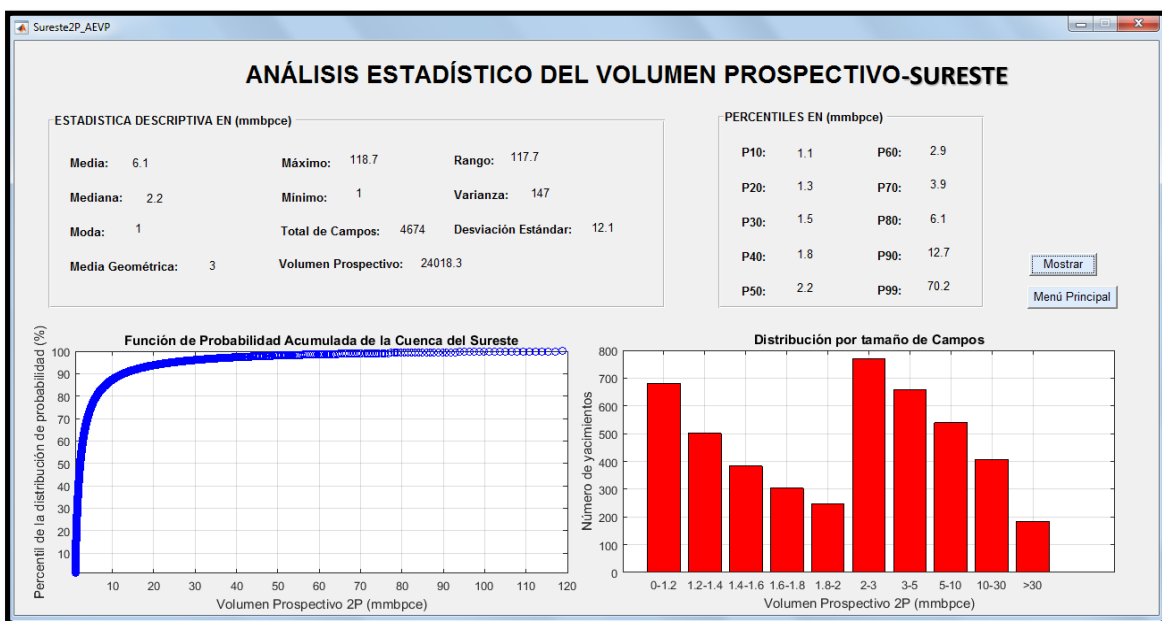 Sureste2P_AEVP
ANÁLISIS ESTADÍSTICO DEL VOLUMEN PROSPECTIVO-SURESTE
ESTADISTICA DESCRIPTIVA EN (mmbpce)
Media: 6.1 Máximo: 118.7 Rango: 117.7
Mediana: 2.2 Mínimo: 1 Varianza: 147
Moda: 1 Total de Campos: 4674 Desviación Estándar: 12.1
Media Geométrica: 3 Volumen Prospectivo: 24018.3
PERCENTILES EN (mmbpce)
P10: 1.1 P60: 2.9
P20: 1.3 P70: 3.9
P30: 1.5 P80: 6.1
P40: 1.8 P90: 12.7
P50: 2.2 P99: 70.2
Mostrar
Menú Principal
Función de Probabilidad Acumulada de la Cuenca del Sureste
Percentil de la distribución de probabilidad (%)
100
90
80
70
60
50
40
30
20
10
10 20 30 40 50 60 70 80 90 100 110 120
Volumen Prospectivo 2P (mmbpce)
Distribución por tamaño de Campos
Número de yacimientos
800
700
600
500
400
300
200
100
0
0-1.2 1.2-1.4 1.4-1.6 1.6-1.8 1.8-2 2-3 3-5 5-10 10-30 >30
Volumen Prospectivo 2P (mmbpce)